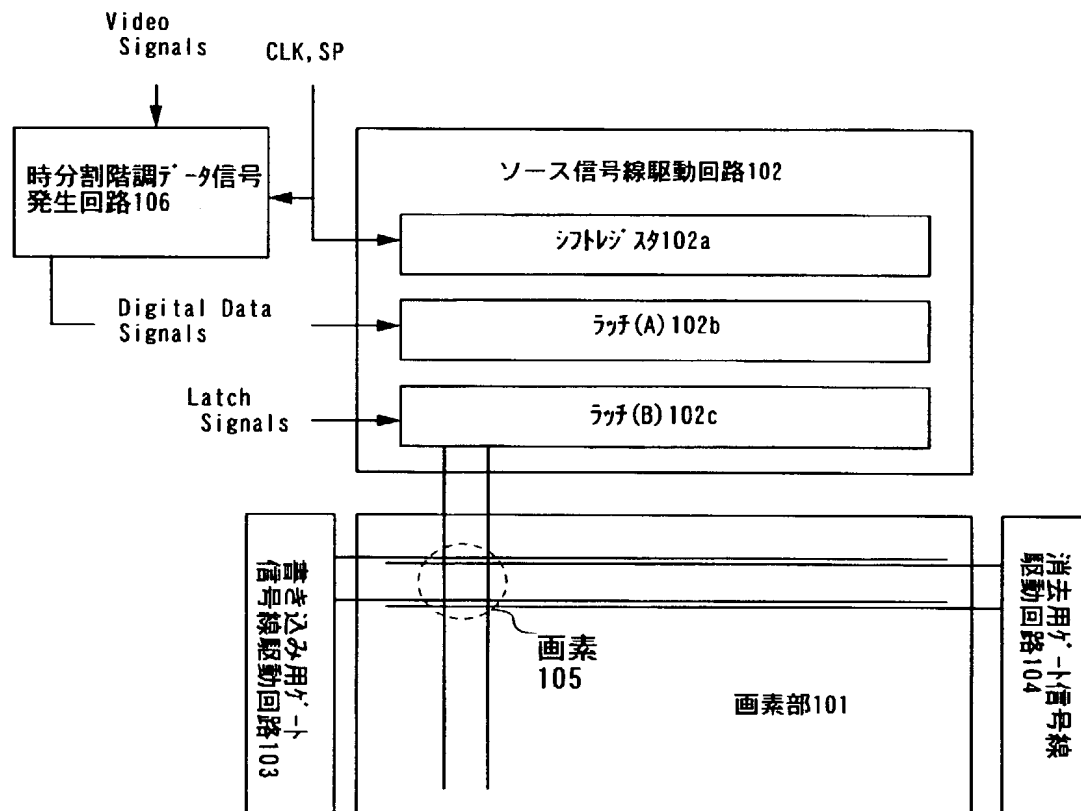 Video
Signals
CLK, SP
時分割階調ﾃﾞｰﾀ信号
発生回路106
ソース信号線駆動回路102
ｼﾌﾄﾚｼﾞｽﾀ102a
Digital Data
Signals
ﾗｯﾁ(A)102b
Latch
Signals
ﾗｯﾁ(B)102c
書き込み用ｹﾞｰﾄ
信号線駆動回路103
画素
105
画素部101
消去用ｹﾞｰﾄ信号線
駆動回路104